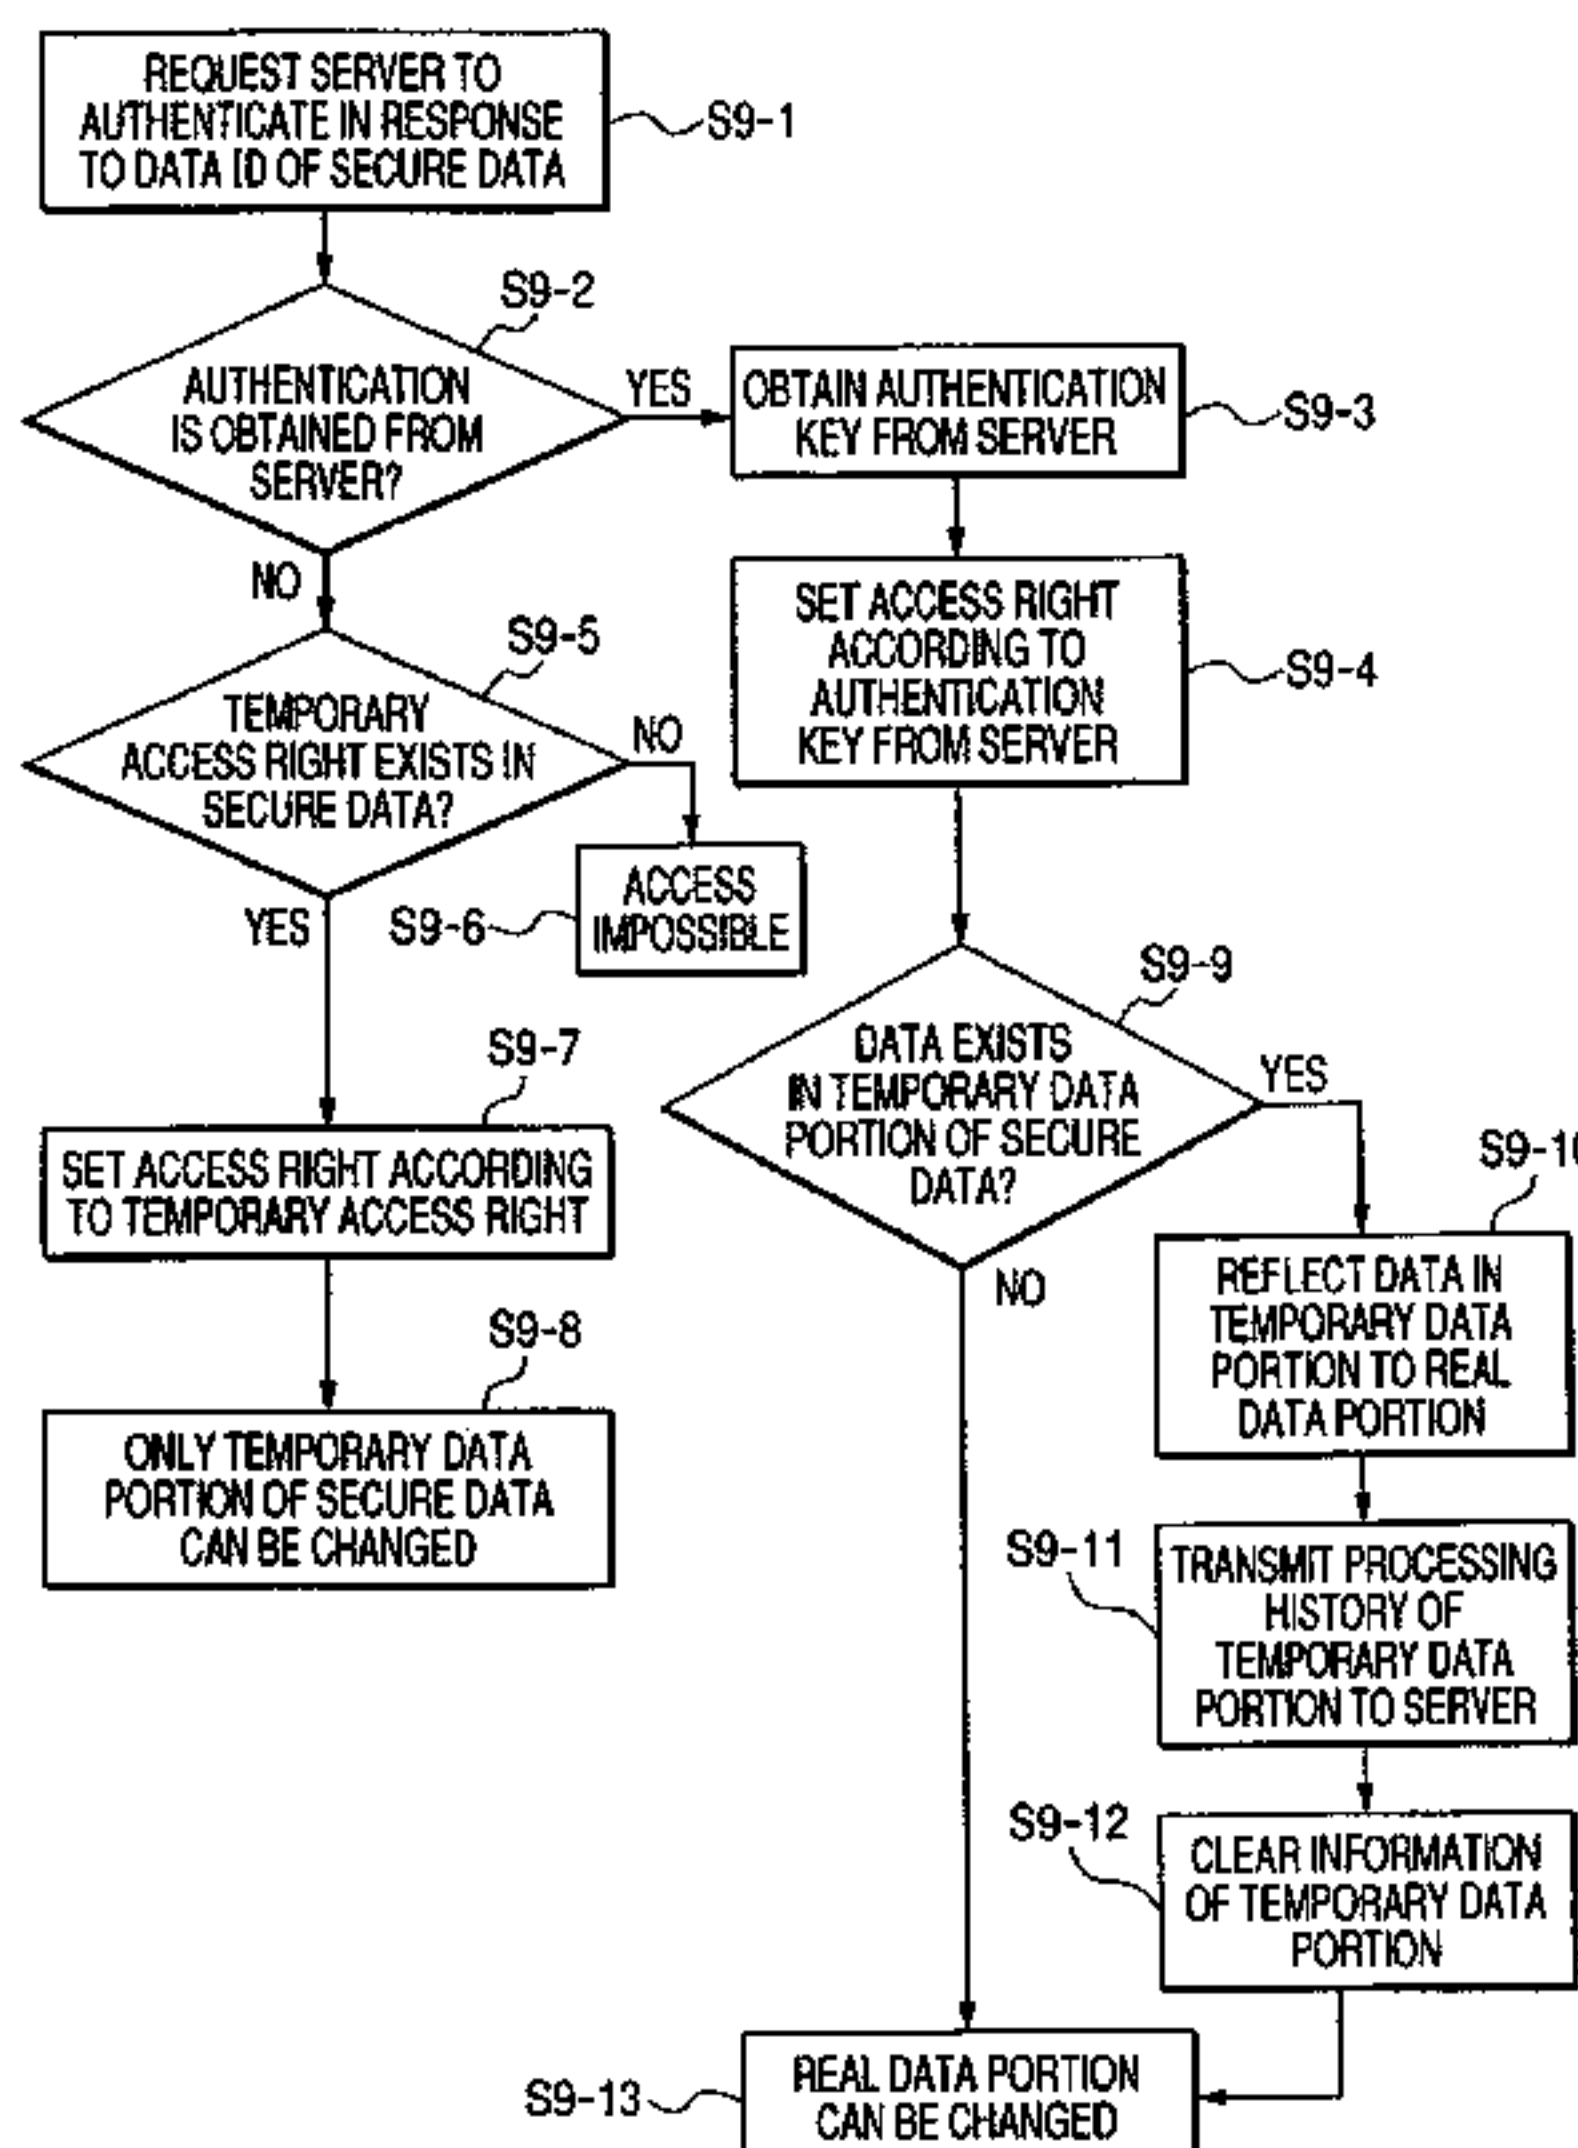 REQUEST SERVER TO
AUTHENTICATE IN RESPONSE
TO DATA ID OF SECURE DATA
S9-1
S9-2
AUTHENTICATION
IS OBTAINED FROM
SERVER?
YES
OBTAIN AUTHENTICATION
KEY FROM SERVER
S9-3
NO
SET ACCESS RIGHT
ACCORDING TO
AUTHENTICATION
KEY FROM SERVER
S9-4
S9-5
TEMPORARY
ACCESS RIGHT EXISTS IN
SECURE DATA?
NO
ACCESS
IMPOSSIBLE
S9-6
YES
S9-7
SET ACCESS RIGHT ACCORDING
TO TEMPORARY ACCESS RIGHT
S9-8
ONLY TEMPORARY DATA
PORTION OF SECURE DATA
CAN BE CHANGED
S9-9
DATA EXISTS
IN TEMPORARY DATA
PORTION OF SECURE
DATA?
YES
NO
S9-10
REFLECT DATA IN
TEMPORARY DATA
PORTION TO REAL
DATA PORTION
S9-11
TRANSMIT PROCESSING
HISTORY OF
TEMPORARY DATA
PORTION TO SERVER
S9-12
CLEAR INFORMATION
OF TEMPORARY DATA
PORTION
S9-13
REAL DATA PORTION
CAN BE CHANGED